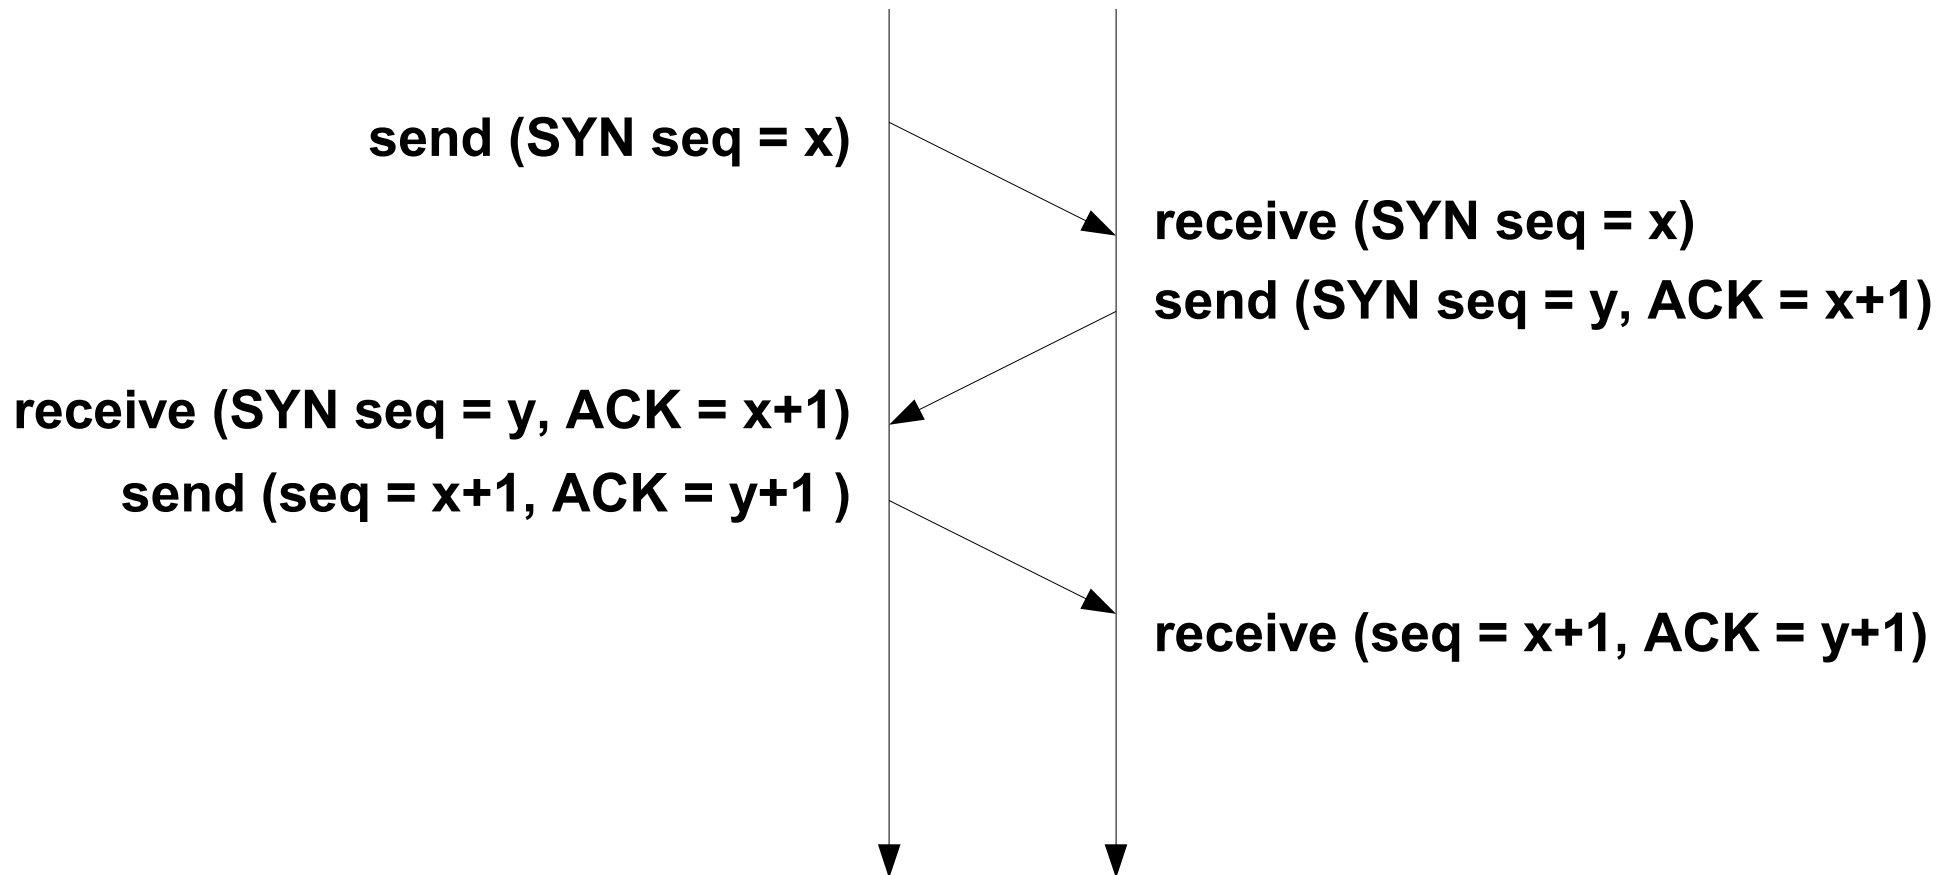 send (SYN seq = x)
receive (SYN seq = x)
send (SYN seq = y, ACK = x+1)
receive (SYN seq = y, ACK = x+1)
send (seq = x+1, ACK = y+1 )
receive (seq = x+1, ACK = y+1)